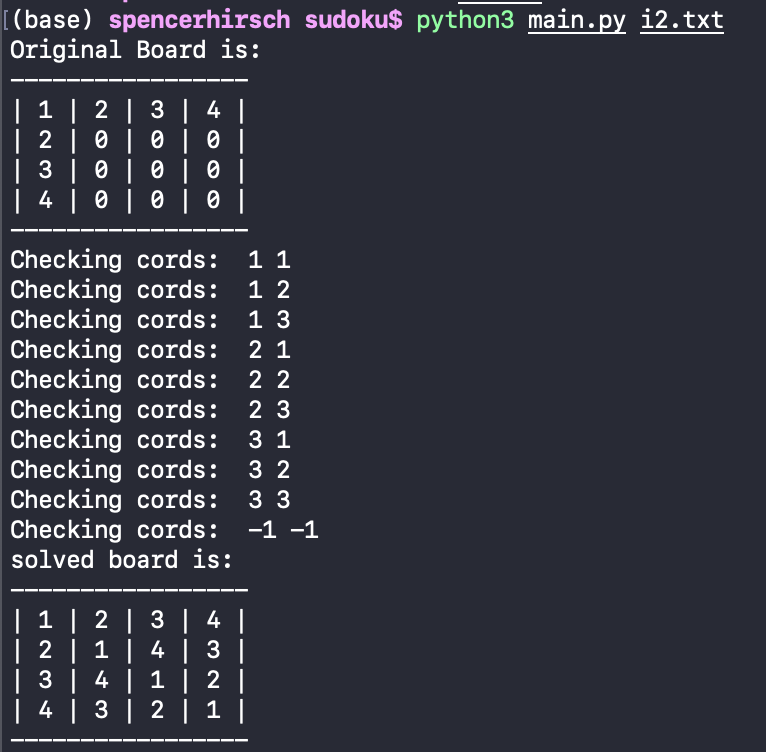 [(base) spencerhirsch sudoku$ python3 main.py i2.txt
Original Board is:
-----------------
| 1 | 2 | 3 | 4 |
| 2 | 0 | 0 | 0 |
| 3 | 0 | 0 | 0 |
| 4 | 0 | 0 | 0 |
-----------------
Checking cords:  1 1
Checking cords:  1 2
Checking cords:  1 3
Checking cords:  2 1
Checking cords:  2 2
Checking cords:  2 3
Checking cords:  3 1
Checking cords:  3 2
Checking cords:  3 3
Checking cords:  -1 -1
solved board is:
-----------------
| 1 | 2 | 3 | 4 |
| 2 | 1 | 4 | 3 |
| 3 | 4 | 1 | 2 |
| 4 | 3 | 2 | 1 |
-----------------